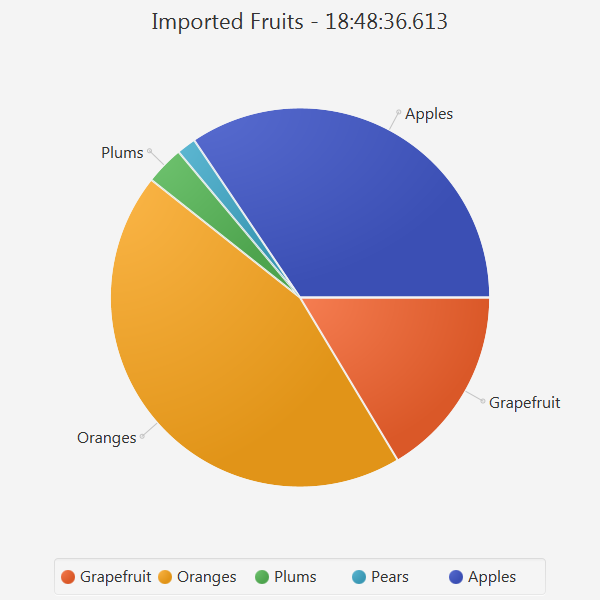 Imported Fruits - 18:48:36.613
Apples
Plums
Grapefruit
Oranges
Grapefruit Oranges Plums Pears Apples